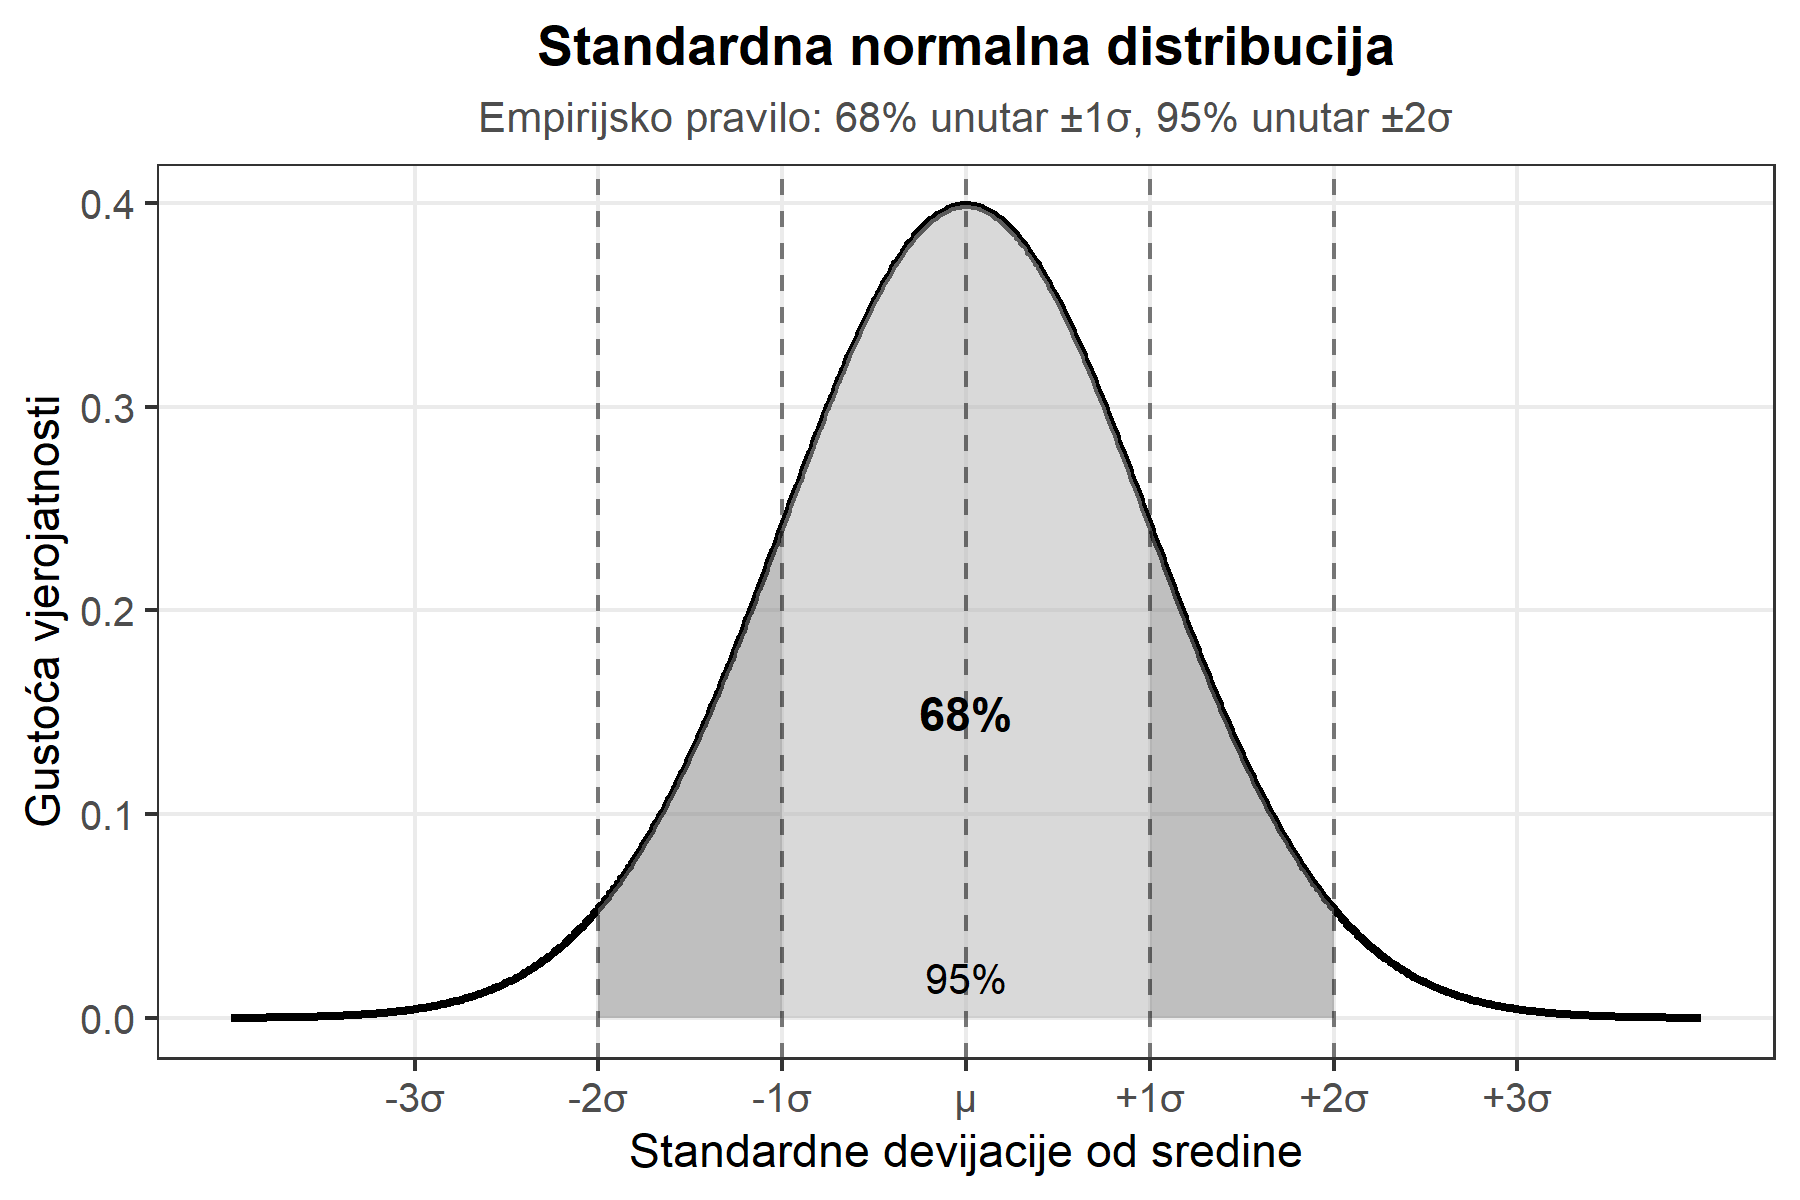 Standardna normalna distribucija
Empirijsko pravilo: 68% unutar ±1σ, 95% unutar ±2σ
Gustoća vjerojatnosti
0.4
0.3
0.2
0.1
0.0
68%
95%
-3σ -2σ -1σ μ +1σ +2σ +3σ
Standardne devijacije od sredine